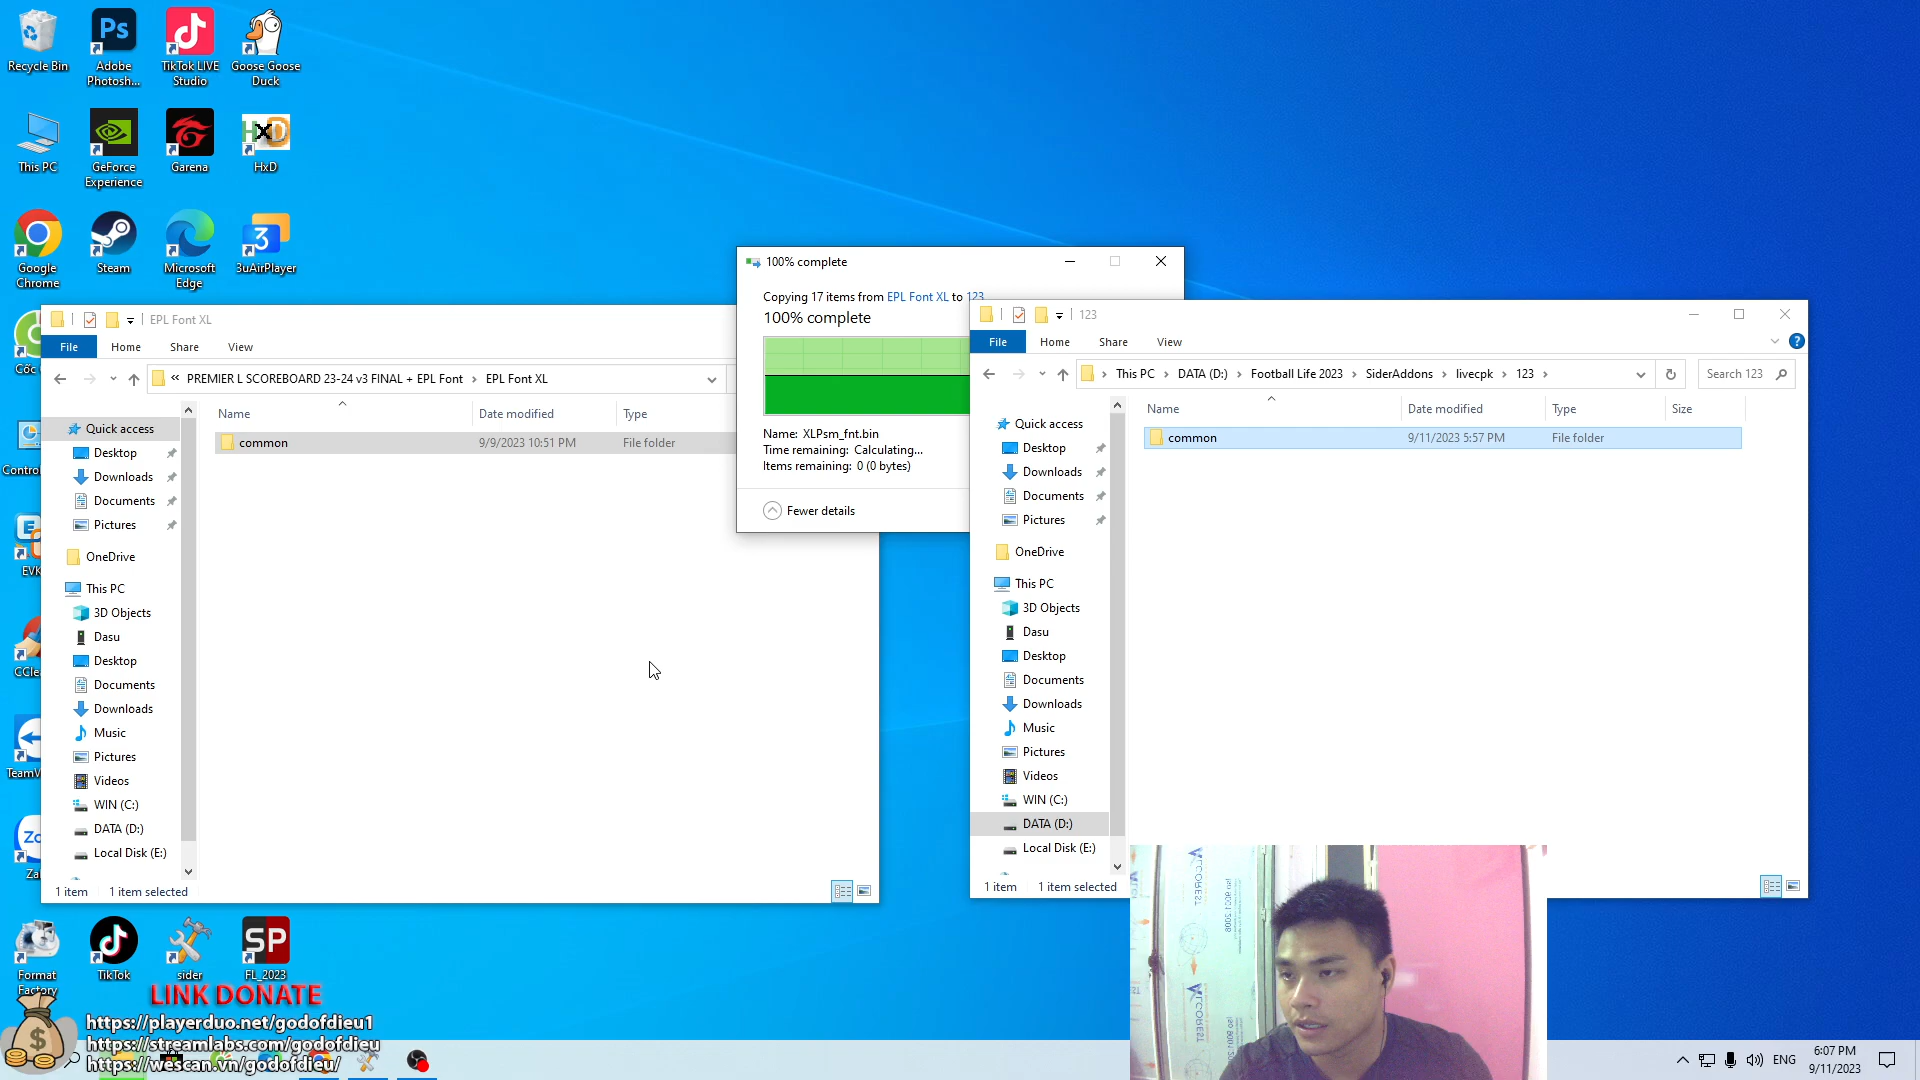 Recycle Bin
Adobe Photosh...
Ps
TikTok LIVE Studio
Goose Goose Duck
This PC
GeForce Experience
Garena
HxD
HxD
Google Chrome
Steam
Microsoft Edge
3
3uAirPlayer
EPL Font XL
File
Home
Share
View
« PREMIER L SCOREBOARD 23-24 v3 FINAL + EPL Font › EPL Font XL
Name
Date modified
Type
common
9/9/2023 10:51 PM
File folder
Quick access
Desktop
Downloads
Documents
Pictures
OneDrive
This PC
3D Objects
Dasu
Desktop
Documents
Downloads
Music
Pictures
Videos
WIN (C:)
DATA (D:)
Local Disk (E:)
1 item
1 item selected
100% complete
Copying 17 items from EPL Font XL to 123
100% complete
Name: XLPsm_fnt.bin
Time remaining: Calculating...
Items remaining: 0 (0 bytes)
Fewer details
123
File
Home
Share
View
› This PC › DATA (D:) › Football Life 2023 › SiderAddons › livecpk › 123 ›
Search 123
Name
Date modified
Type
Size
common
9/11/2023 5:57 PM
File folder
Quick access
Desktop
Downloads
Documents
Pictures
OneDrive
This PC
3D Objects
Dasu
Desktop
Documents
Downloads
Music
Pictures
Videos
WIN (C:)
DATA (D:)
Local Disk (E:)
1 item
1 item selected
Format Factory
TikTok
sider
SP
FL_2023
LINK DONATE
https://playerduo.net/godofdieu1
https://streamlabs.com/godofdieu
https://wescan.vn/godofdieu/
ENG
6:07 PM
9/11/2023